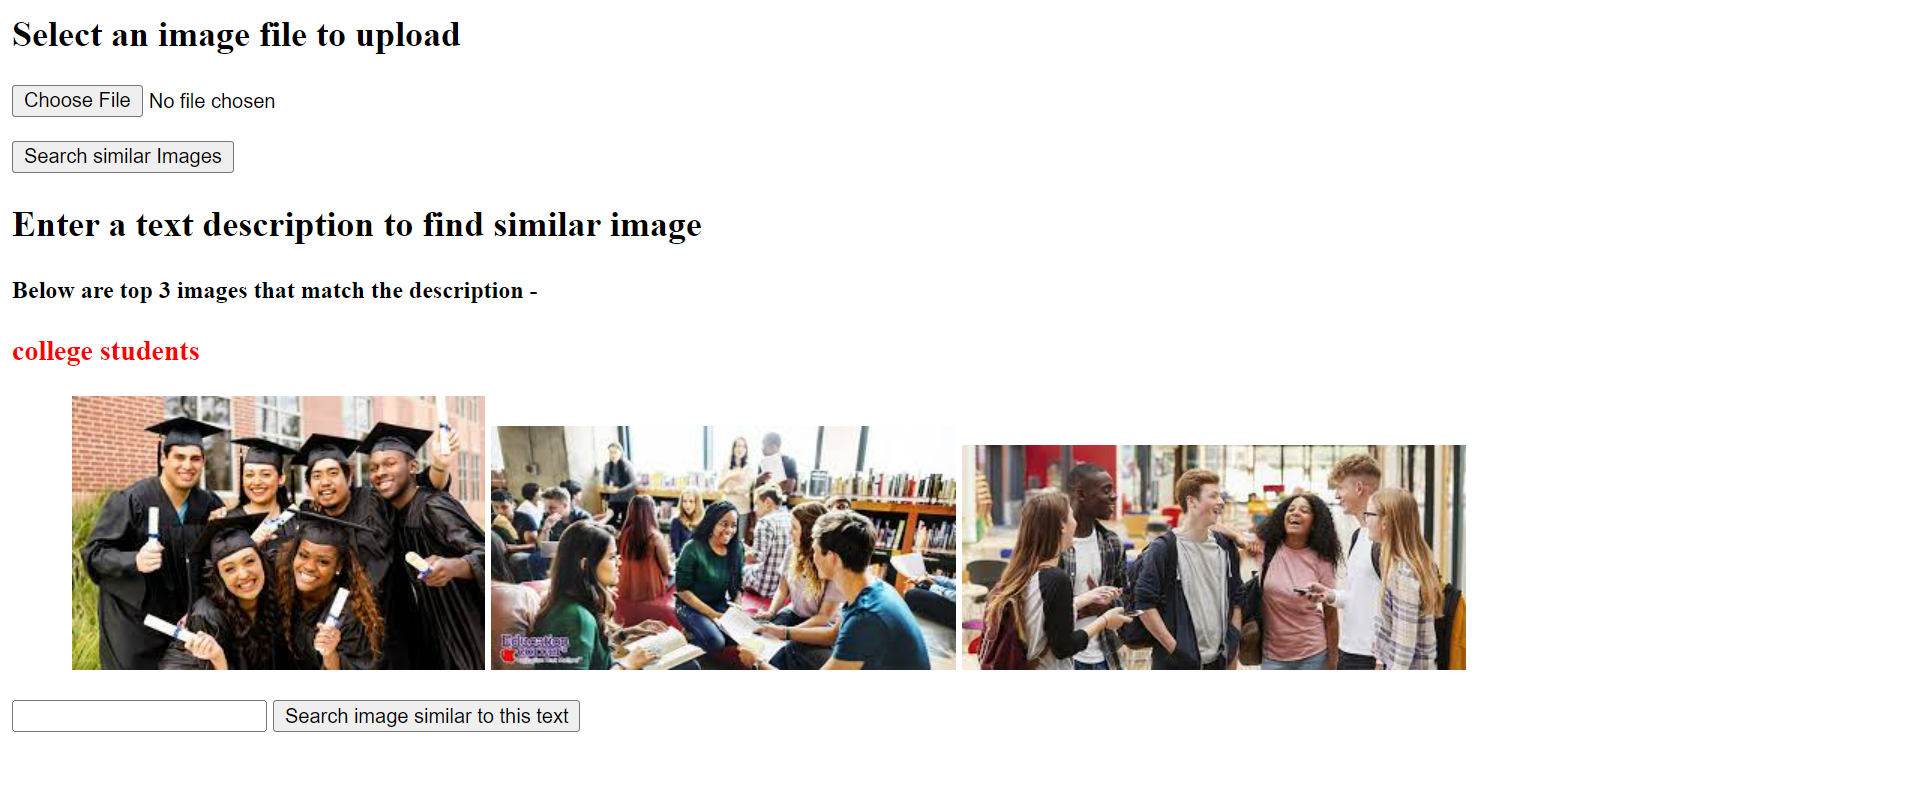 Select an image file to upload
Choose File No file chosen
Search similar Images
Enter a text description to find similar image
Below are top 3 images that match the description -
college students
Education
Corner
Search image similar to this text